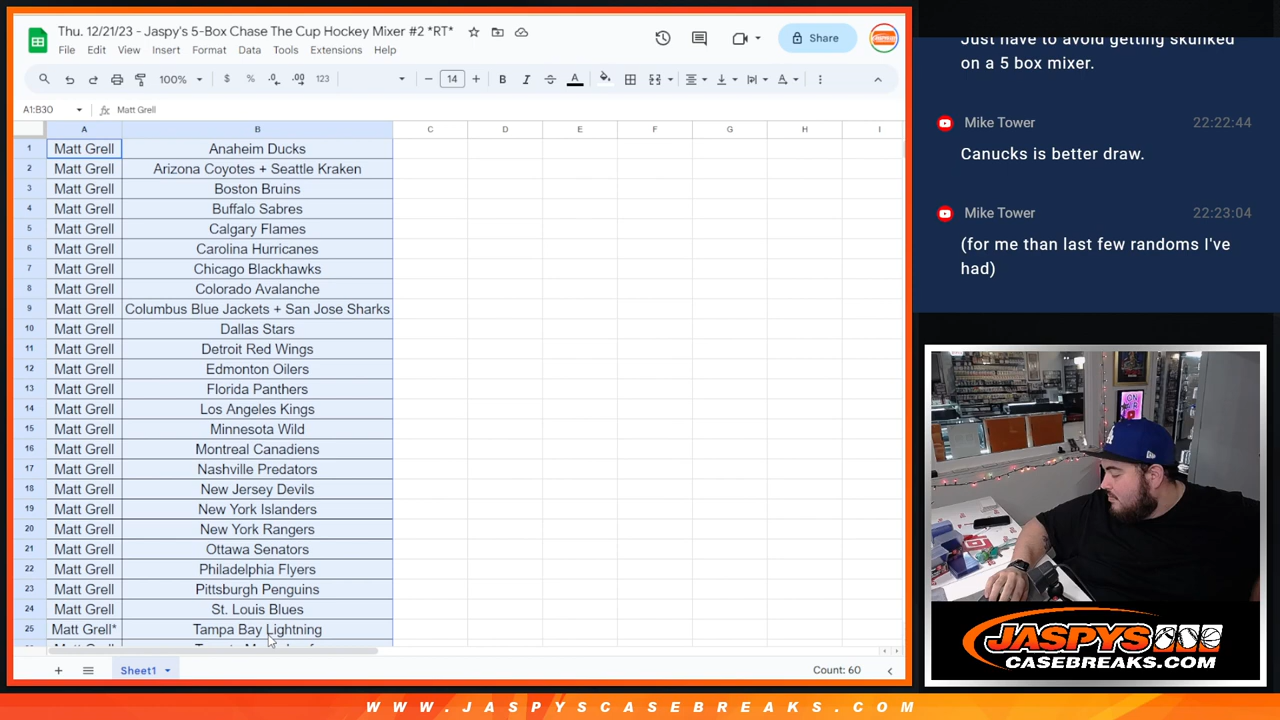 Thu. 12/21/23 - Jaspy's 5-Box Chase The Cup Hockey Mixer #2 *RT*
File Edit View Insert Format Data Tools Extensions Help
Share
100% $ % .0 .00 123 14 B I S A
A1:B30 fx Matt Grell
A B C D E F G H I
1 Matt Grell Anaheim Ducks
2 Matt Grell Arizona Coyotes + Seattle Kraken
3 Matt Grell Boston Bruins
4 Matt Grell Buffalo Sabres
5 Matt Grell Calgary Flames
6 Matt Grell Carolina Hurricanes
7 Matt Grell Chicago Blackhawks
8 Matt Grell Colorado Avalanche
9 Matt Grell Columbus Blue Jackets + San Jose Sharks
10 Matt Grell Dallas Stars
11 Matt Grell Detroit Red Wings
12 Matt Grell Edmonton Oilers
13 Matt Grell Florida Panthers
14 Matt Grell Los Angeles Kings
15 Matt Grell Minnesota Wild
16 Matt Grell Montreal Canadiens
17 Matt Grell Nashville Predators
18 Matt Grell New Jersey Devils
19 Matt Grell New York Islanders
20 Matt Grell New York Rangers
21 Matt Grell Ottawa Senators
22 Matt Grell Philadelphia Flyers
23 Matt Grell Pittsburgh Penguins
24 Matt Grell St. Louis Blues
25 Matt Grell* Tampa Bay Lightning
Sheet1
Count: 60
Just have to avoid getting skunked
on a 5 box mixer.
Mike Tower 22:22:44
Canucks is better draw.
Mike Tower 22:23:04
(for me than last few randoms I've
had)
JASPYS
CASEBREAKS.COM
WWW.JASPYSCASEBREAKS.COM